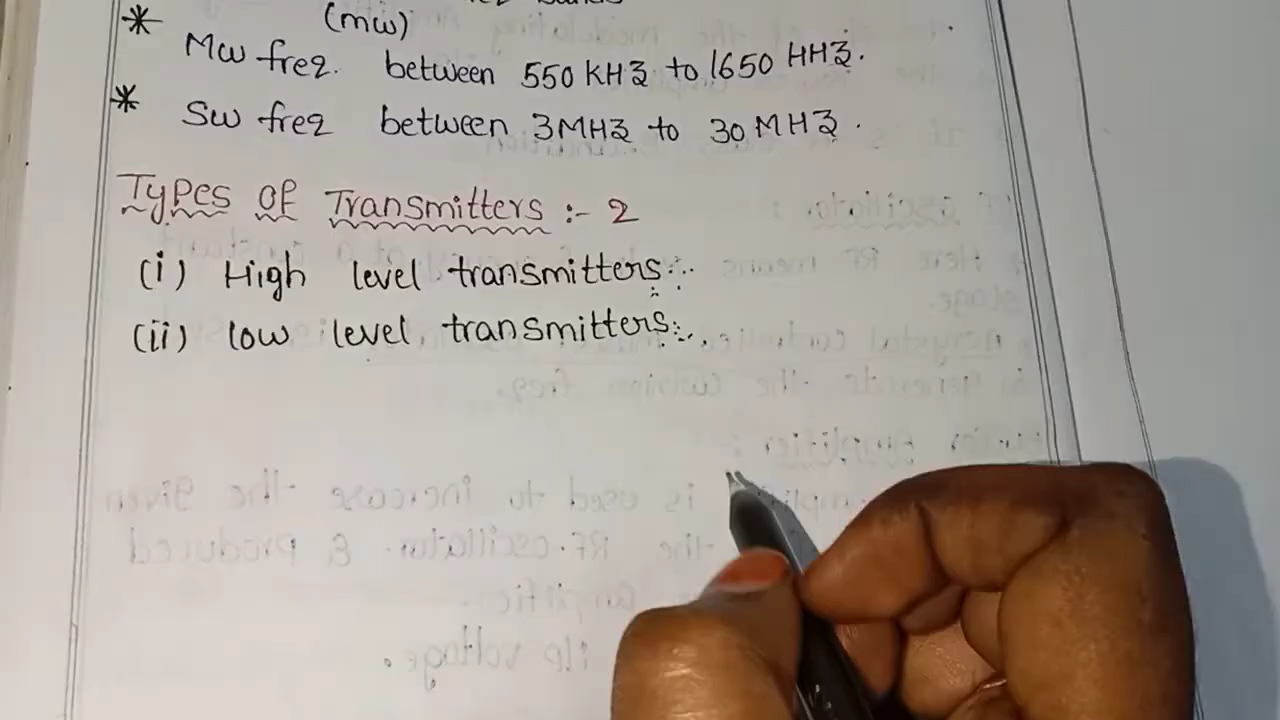 (mw)
* Mw freq. between 550 KHZ to 1650 HHZ.
* Sw freq between 3MHZ to 30 MHZ.
Types of Transmitters :- 2
(i) High level transmitters:.
(ii) low level transmitters:.